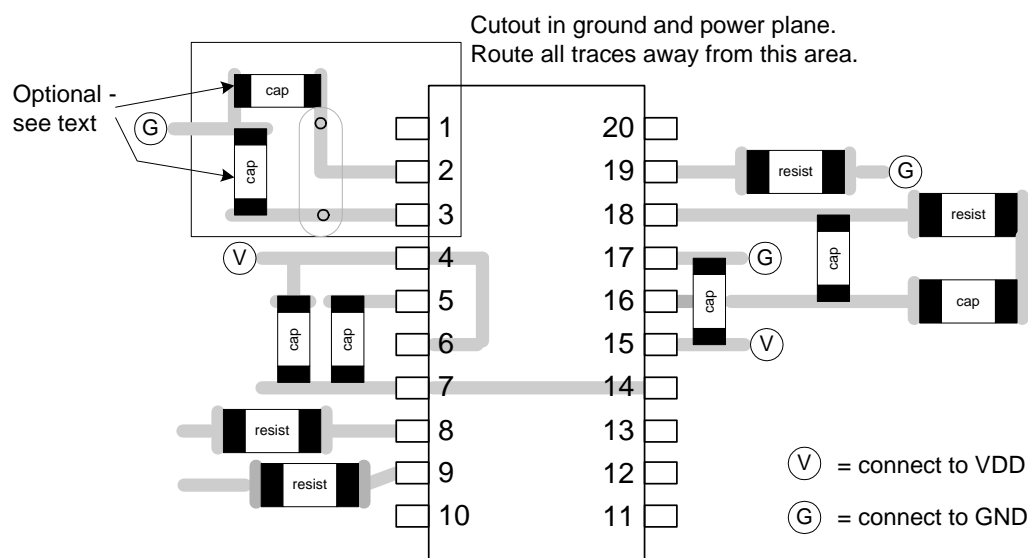 Cutout in ground and power plane.
Route all traces away from this area.
Optional -
see text
cap
G
cap
V
cap
cap
resist
resist
1
2
3
4
5
6
7
8
9
10
20
19
18
17
16
15
14
13
12
11
resist
G
resist
cap
G
cap
cap
V
V = connect to VDD
G = connect to GND